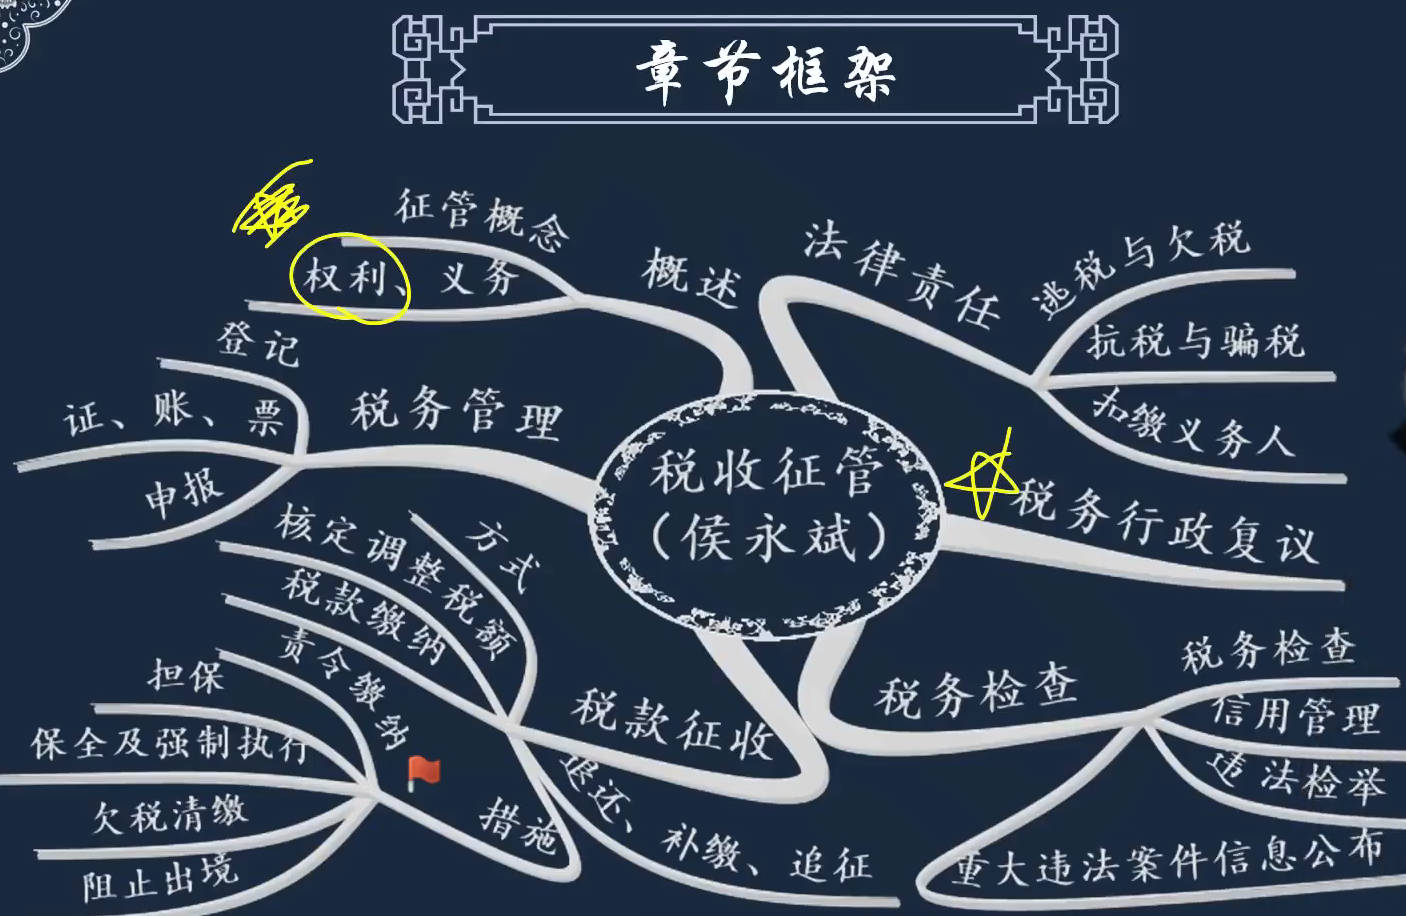 章节框架
征管概念
权利、义务
概述
登记
证、账、票
申报
税务管理
税收征管
（侯永斌）
法律责任
逃税与欠税
抗税与骗税
扣缴义务人
税务行政复议
方式
核定调整税额
税款缴纳
责令缴纳
担保
保全及强制执行
欠税清缴
阻止出境
措施
税款征收
退还、补缴、追征
税务检查
税务检查
信用管理
违法检举
重大违法案件信息公布